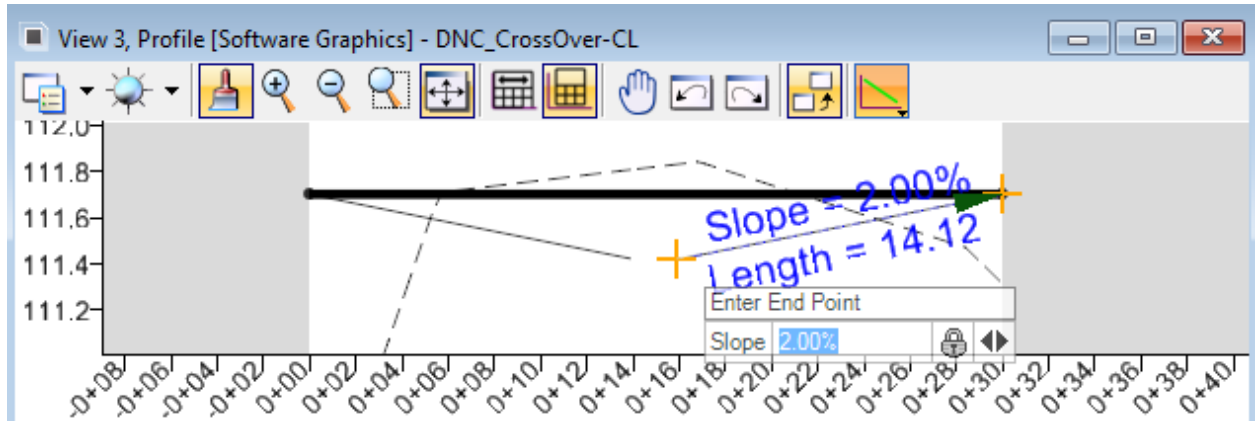 View 3, Profile [Software Graphics] - DNC_CrossOver-CL
112.0
111.8
111.6
111.4
111.2
Slope = 2.00%
Length = 14.12
Enter End Point
Slope 2.00%
-0+08 -0+06 -0+04 -0+02 0+00 0+02 0+04 0+06 0+08 0+10 0+12 0+14 0+16 0+18 0+20 0+22 0+24 0+26 0+28 0+30 0+32 0+34 0+36 0+38 0+40